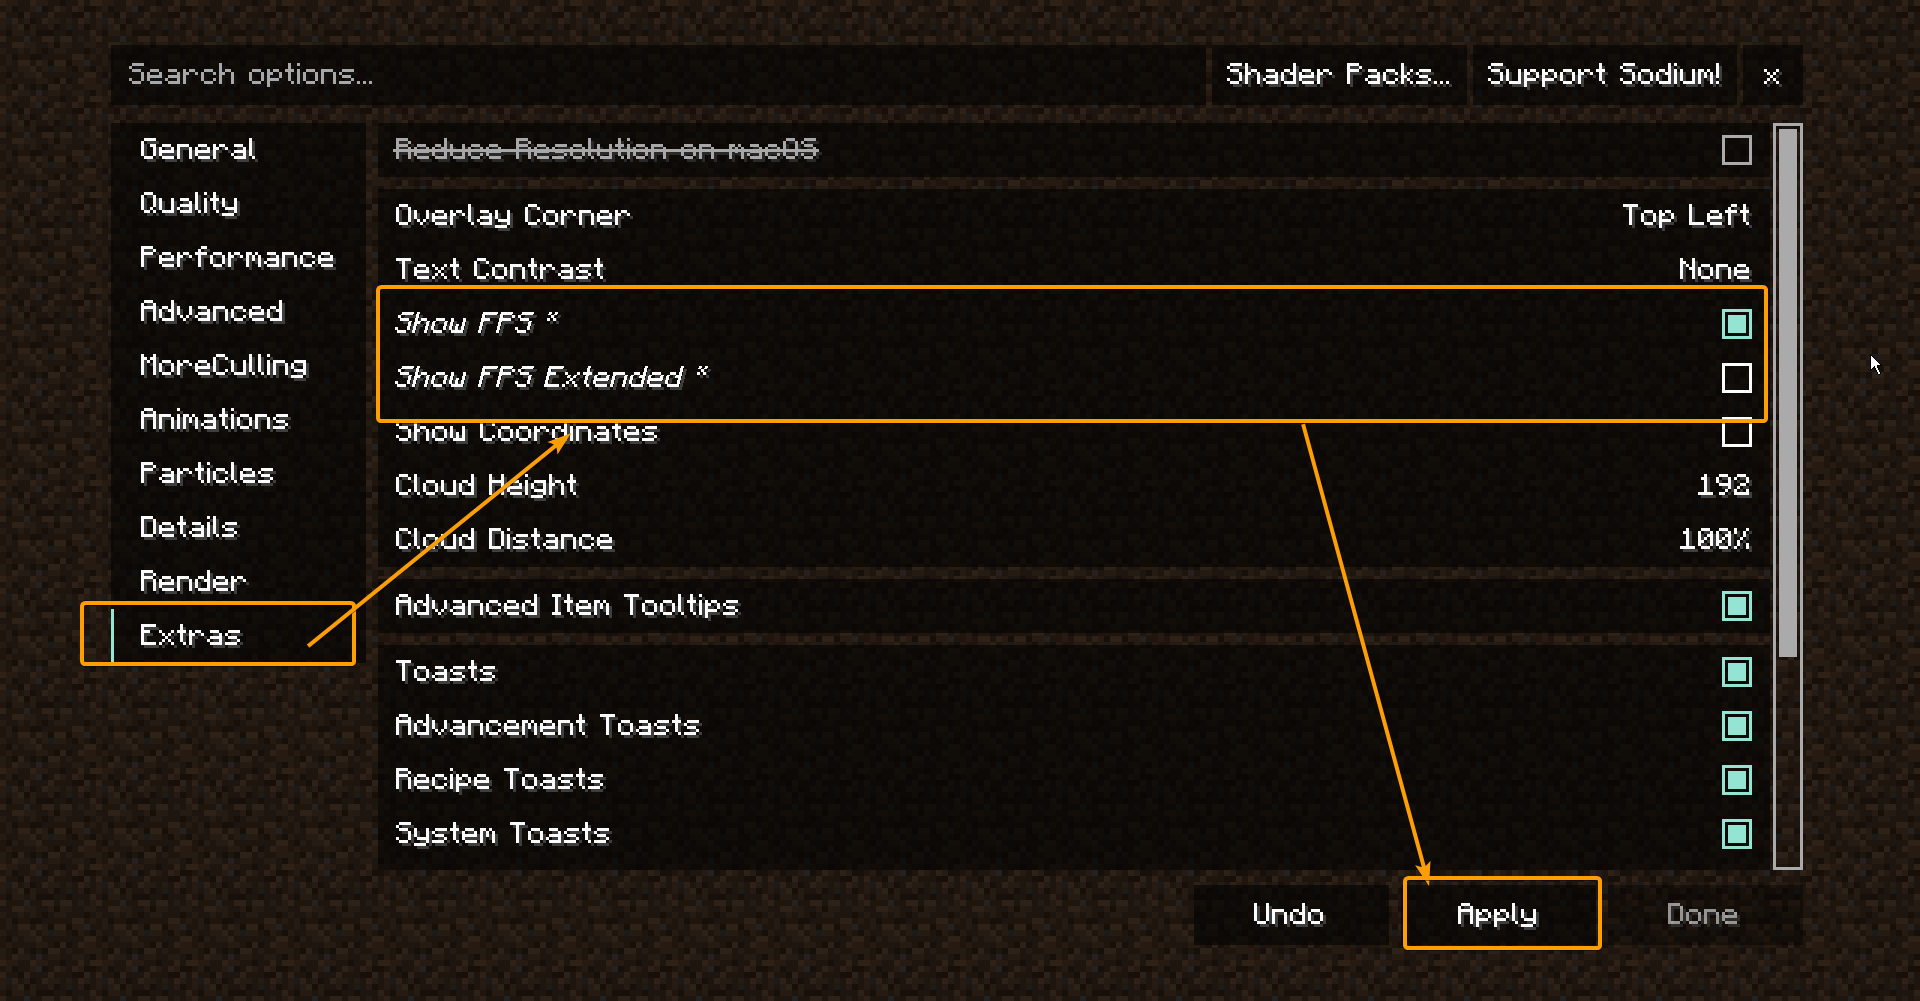 Search options...
Shader Packs...
Support Sodium!
x
General
Quality
Performance
Advanced
MoreCulling
Animations
Particles
Details
Render
Extras
Reduce Resolution on macOS
Overlay Corner Top Left
Text Contrast None
Show FPS *
Show FPS Extended *
Show Coordinates
Cloud Height 192
Cloud Distance 100%
Advanced Item Tooltips
Toasts
Advancement Toasts
Recipe Toasts
System Toasts
Undo
Apply
Done